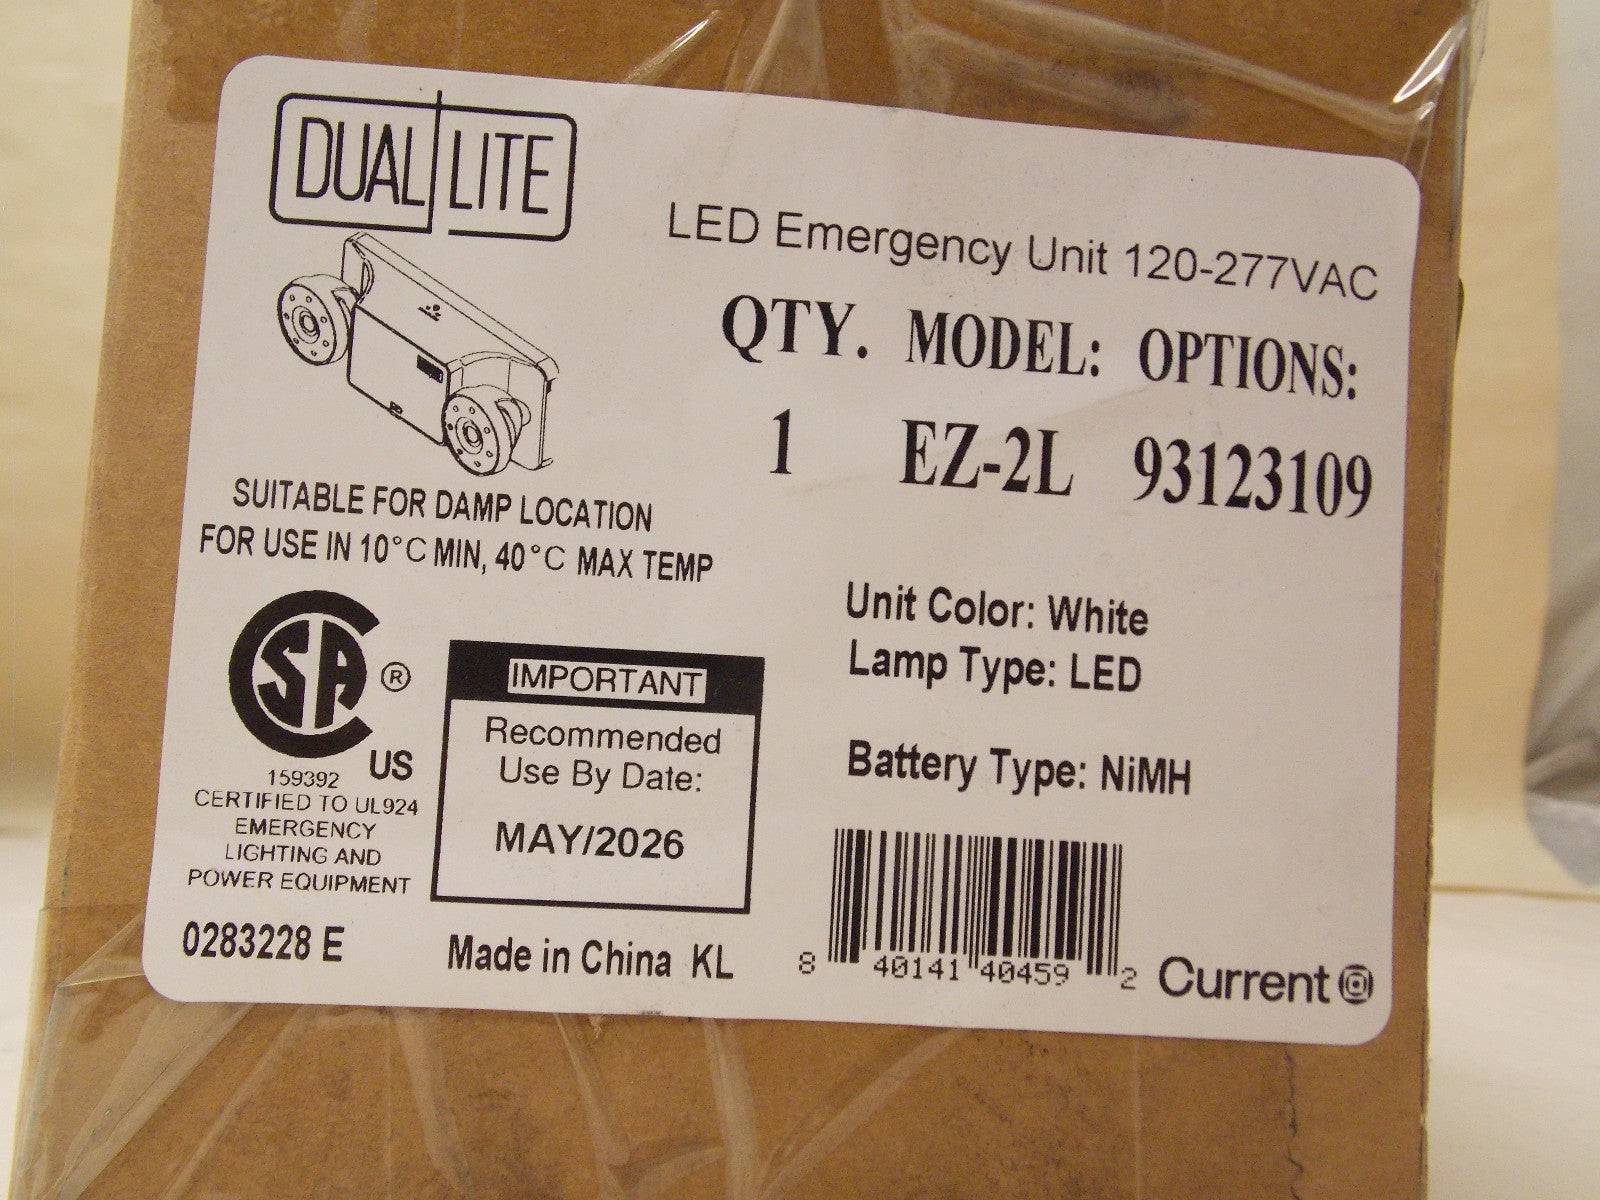 DUAL LITE
LED Emergency Unit 120-277VAC
QTY. MODEL: OPTIONS:
1 EZ-2L 93123109
SUITABLE FOR DAMP LOCATION
FOR USE IN 10°C MIN, 40°C MAX TEMP
Unit Color: White
Lamp Type: LED
Battery Type: NiMH
CSA ®
US
159392
CERTIFIED TO UL924
EMERGENCY
LIGHTING AND
POWER EQUIPMENT
IMPORTANT
Recommended
Use By Date:
MAY/2026
0283228 E
Made in China KL
8 40141 40459 2
Current